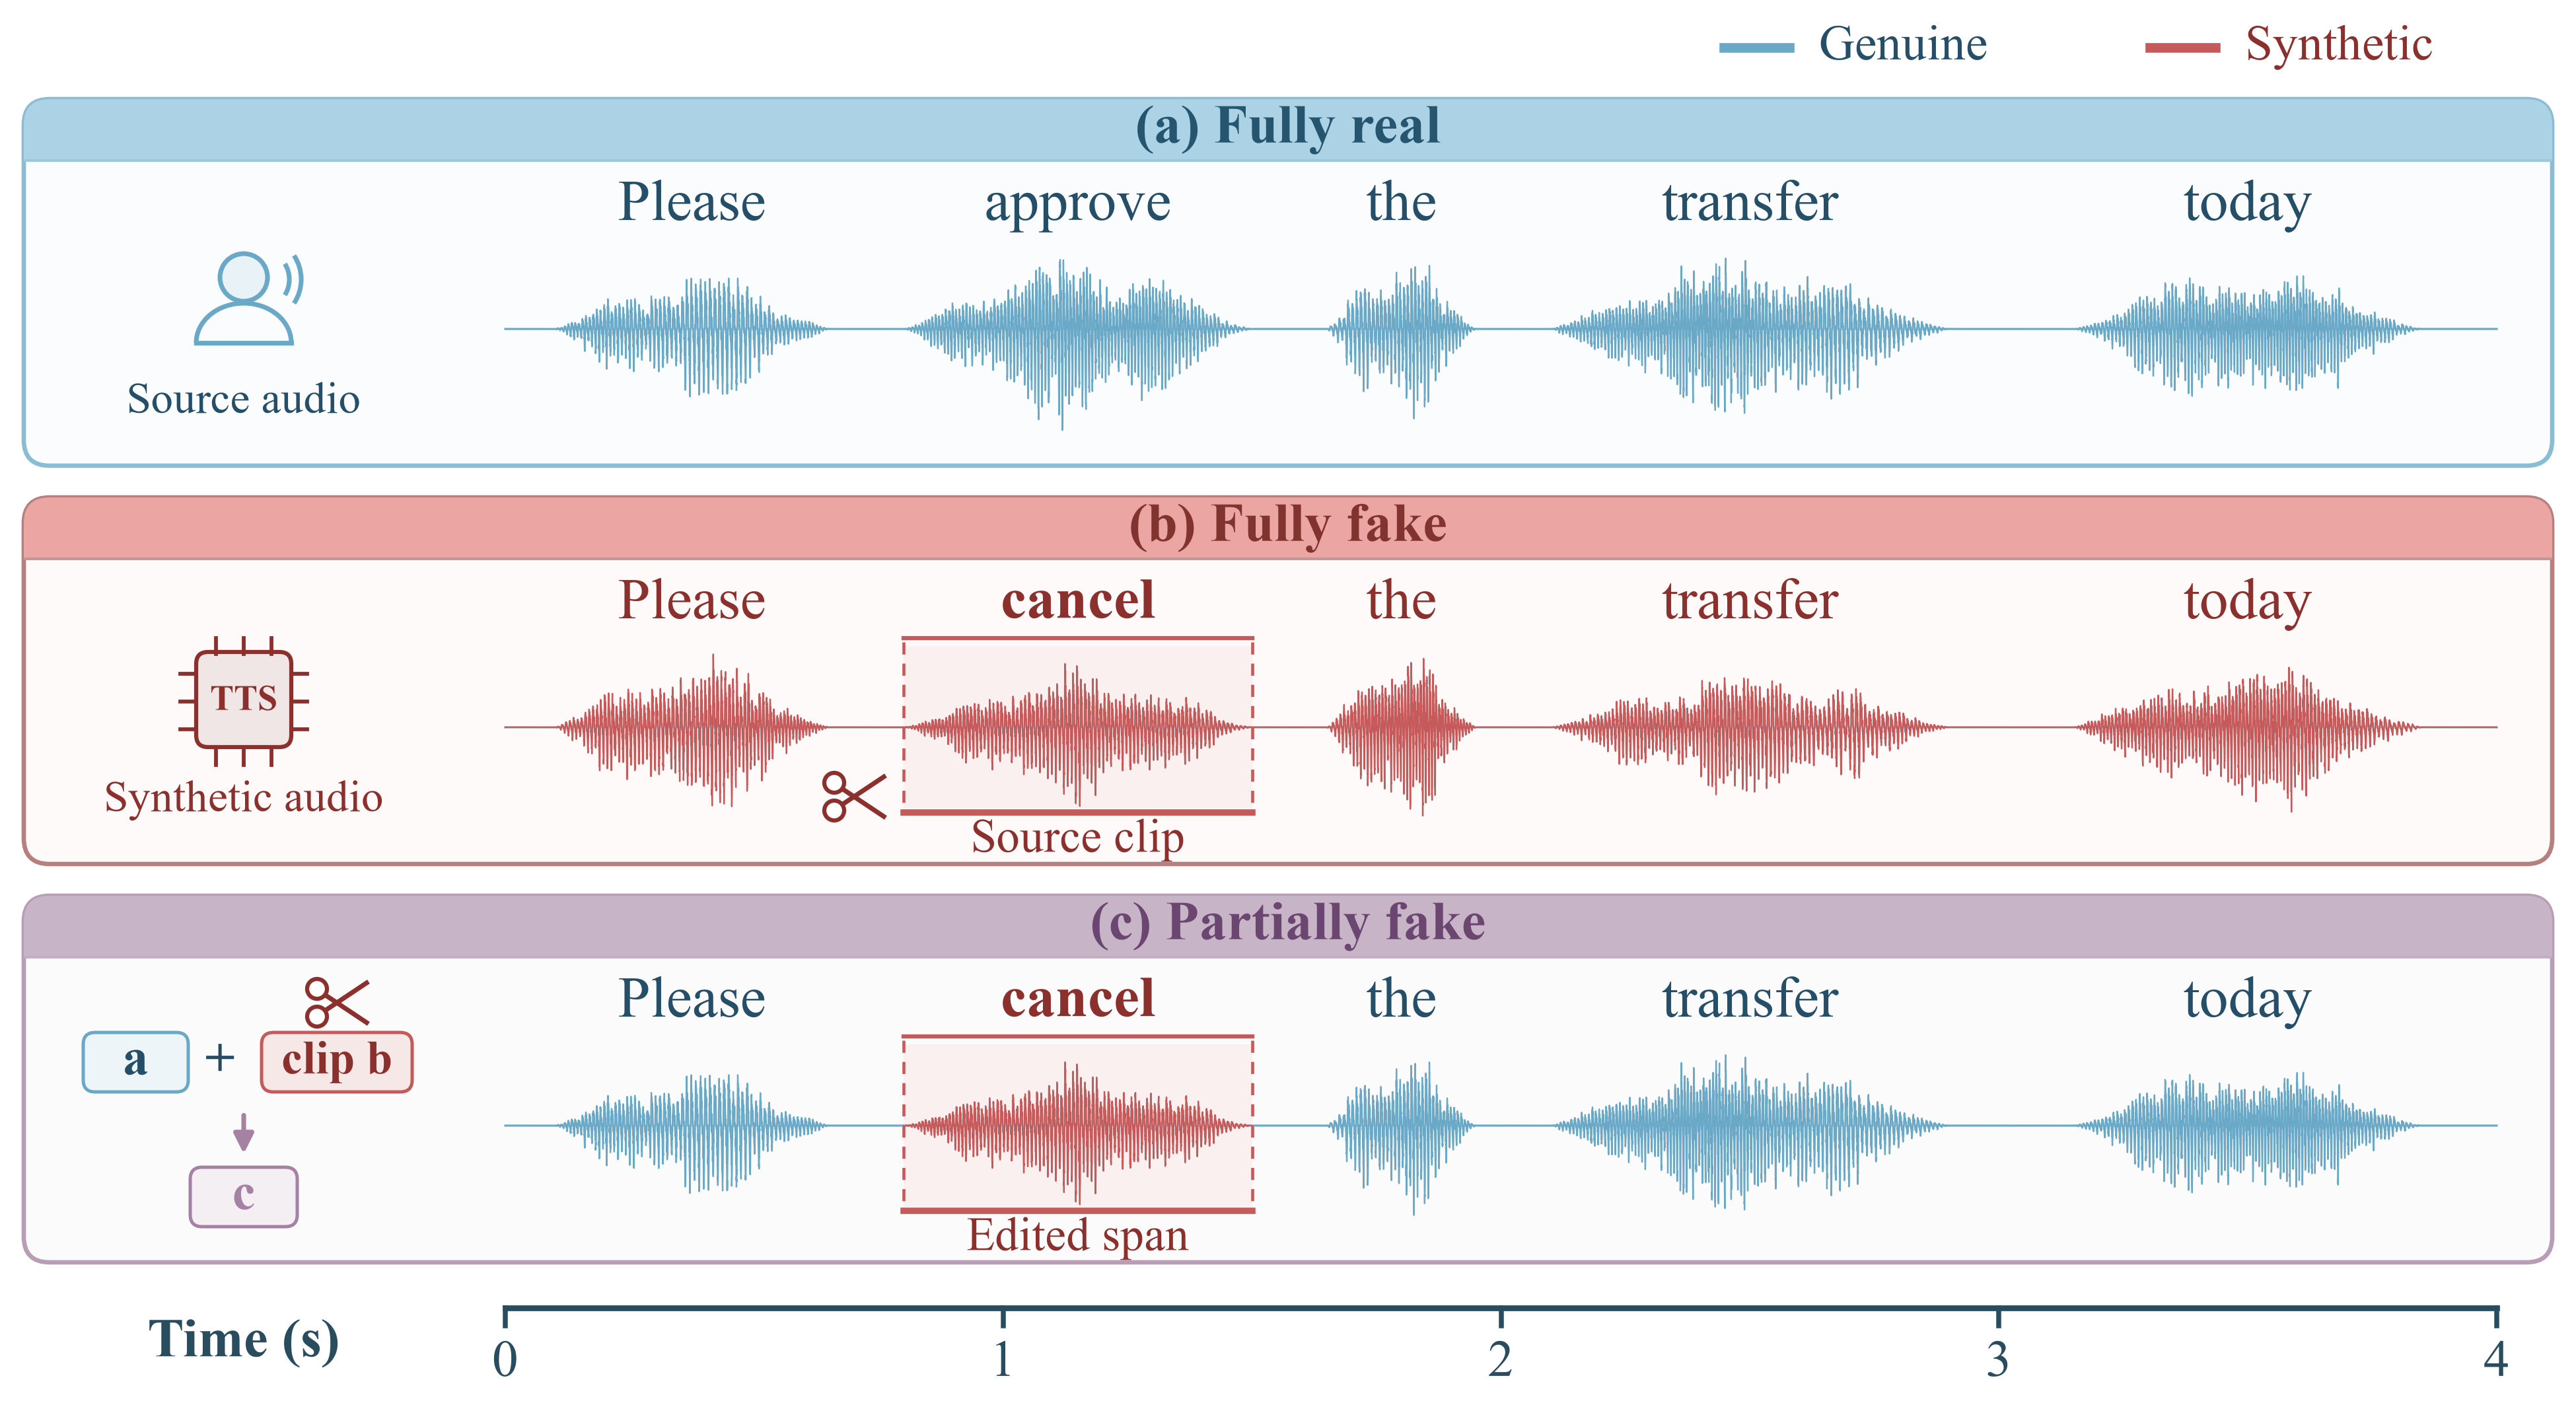 Genuine Synthetic
(a) Fully real
Please approve the transfer today
Source audio
(b) Fully fake
Please cancel the transfer today
TTS
Synthetic audio
Source clip
(c) Partially fake
Please cancel the transfer today
a + clip b
c
Edited span
Time (s)
0 1 2 3 4